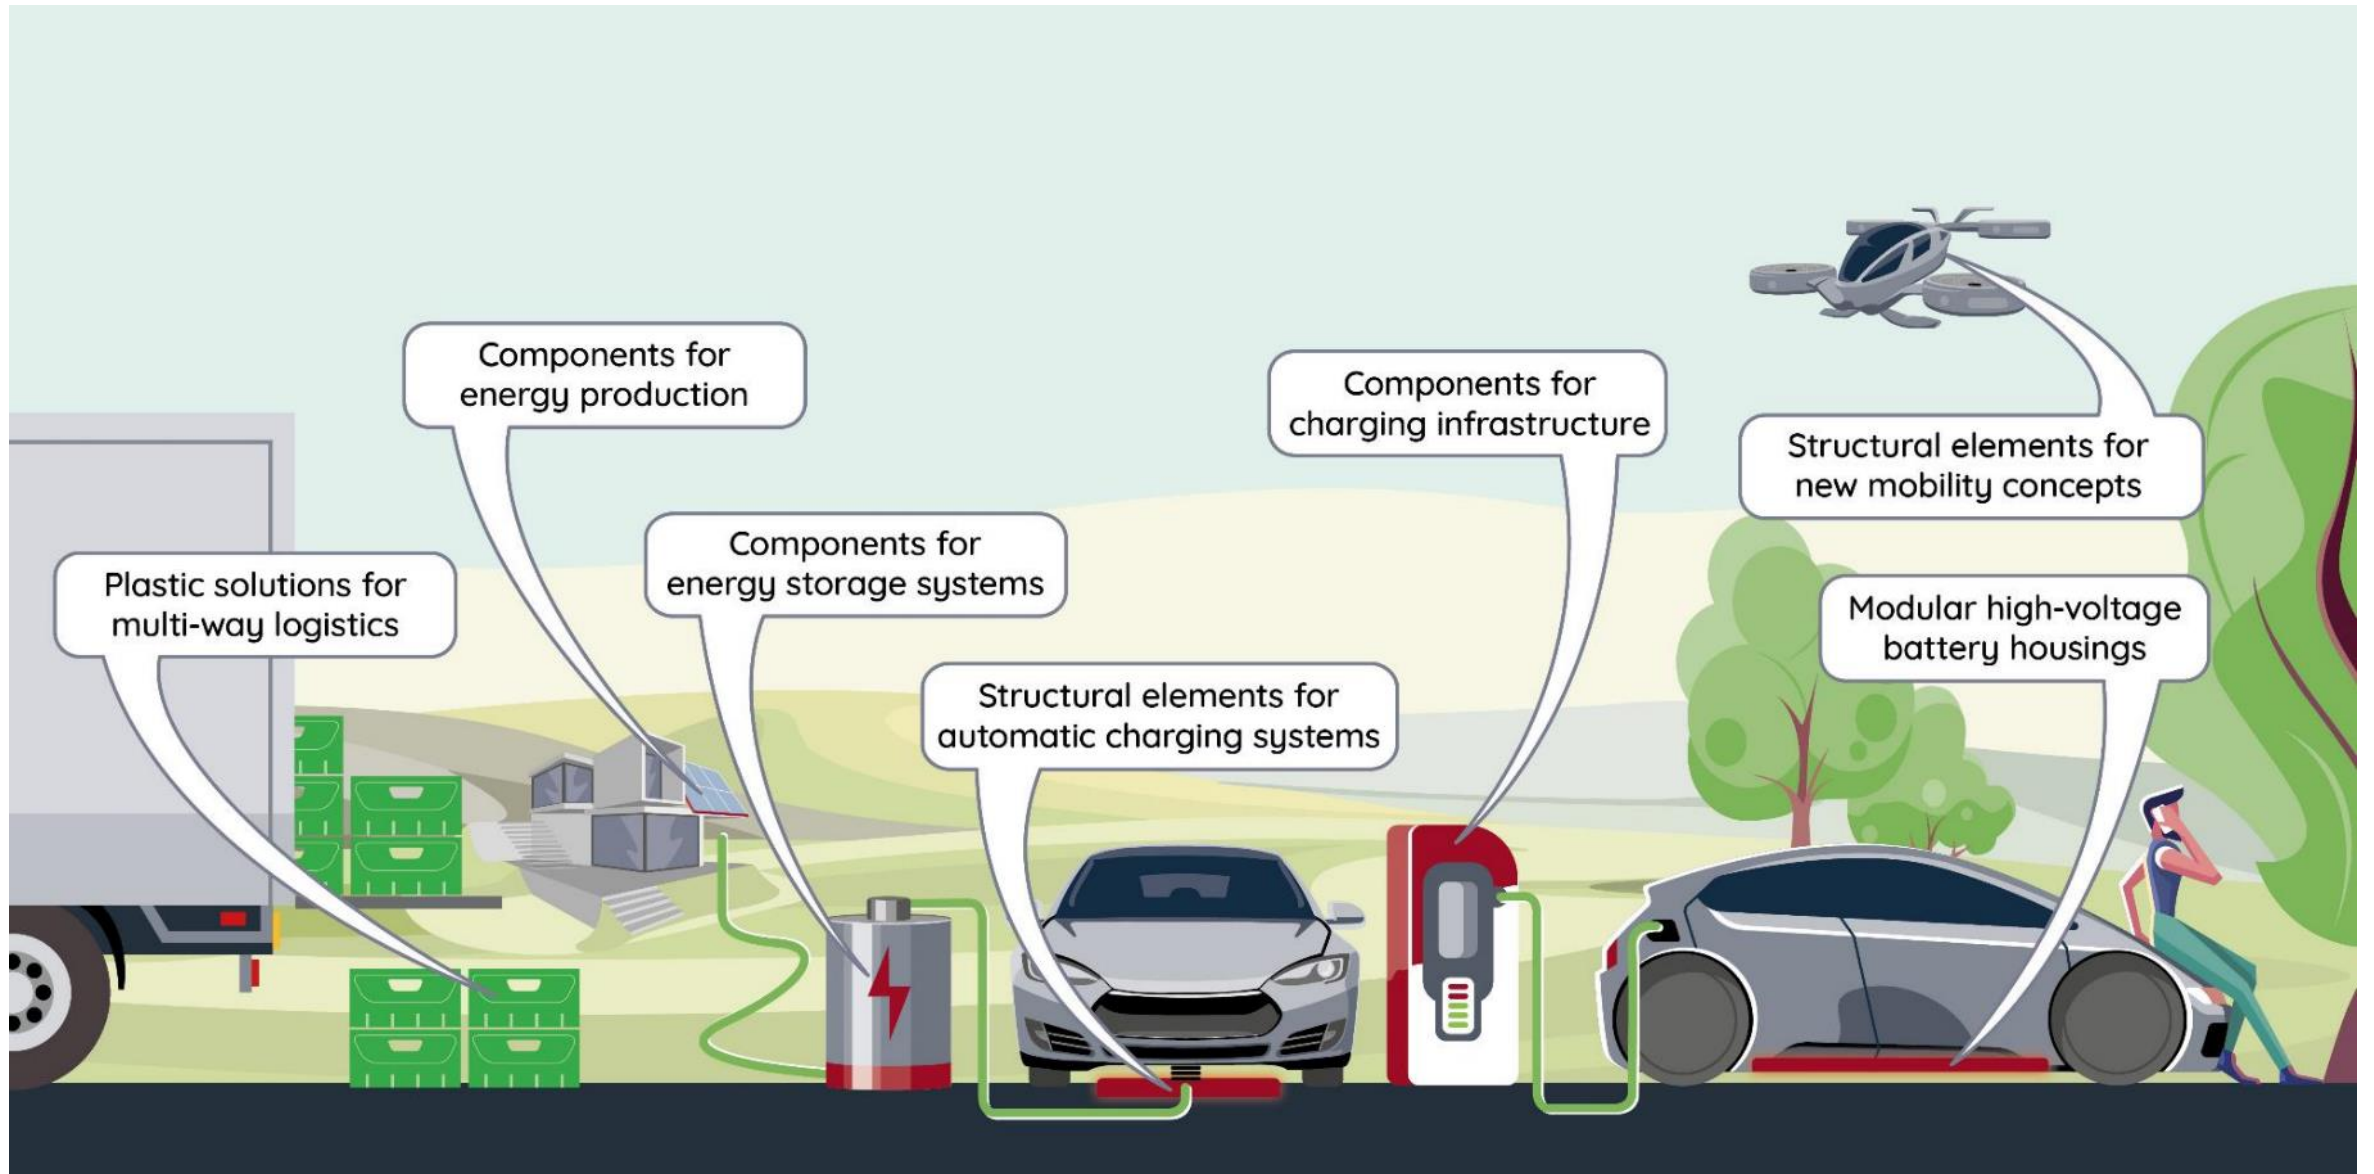 Components for
energy production
Components for
charging infrastructure
Structural elements for
new mobility concepts
Components for
energy storage systems
Plastic solutions for
multi-way logistics
Modular high-voltage
battery housings
Structural elements for
automatic charging systems